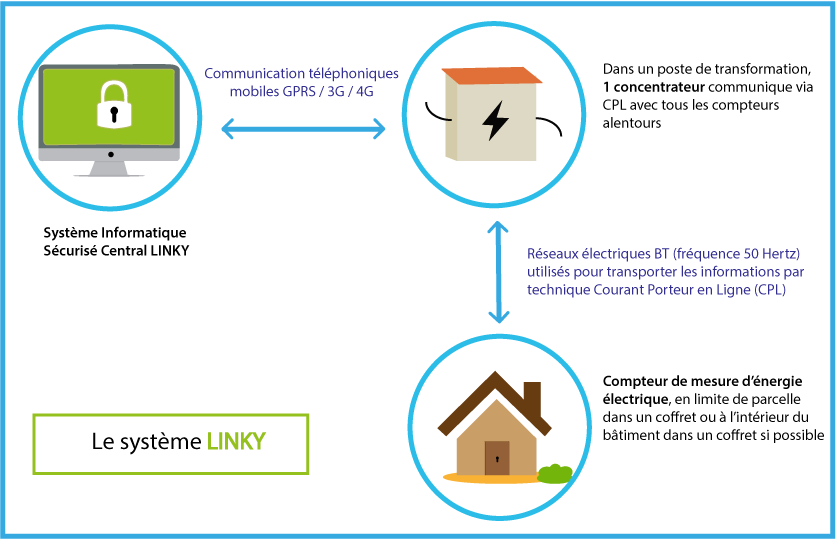 Communication téléphoniques
mobiles GPRS / 3G / 4G
Dans un poste de transformation,
1 concentrateur communique via
CPL avec tous les compteurs
alentours
Système Informatique
Sécurisé Central LINKY
Réseaux électriques BT (fréquence 50 Hertz)
utilisés pour transporter les informations par
technique Courant Porteur en Ligne (CPL)
Compteur de mesure d'énergie
électrique, en limite de parcelle
dans un coffret ou à l'intérieur du
bâtiment dans un coffret si possible
Le système LINKY